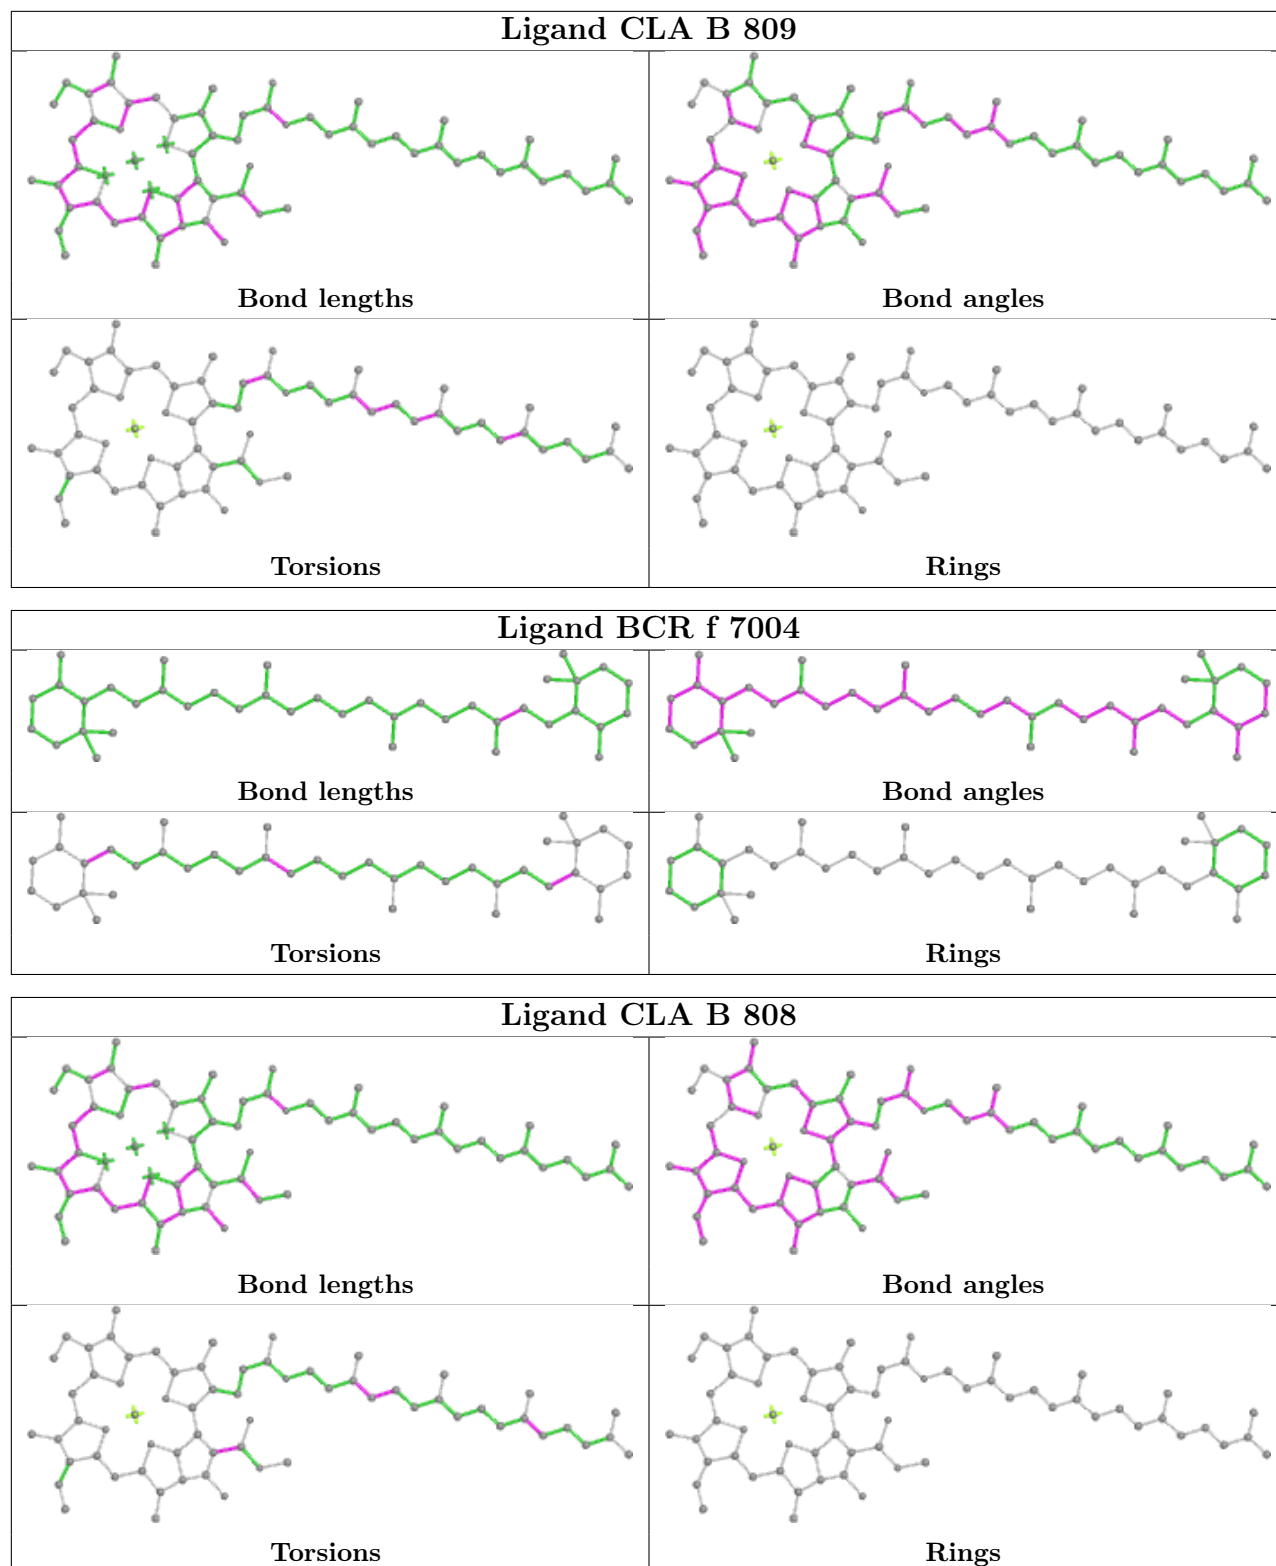 Ligand CLA B 809
Bond lengths
Bond angles
Torsions
Rings
Ligand BCR f 7004
Bond lengths
Bond angles
Torsions
Rings
Ligand CLA B 808
Bond lengths
Bond angles
Torsions
Rings